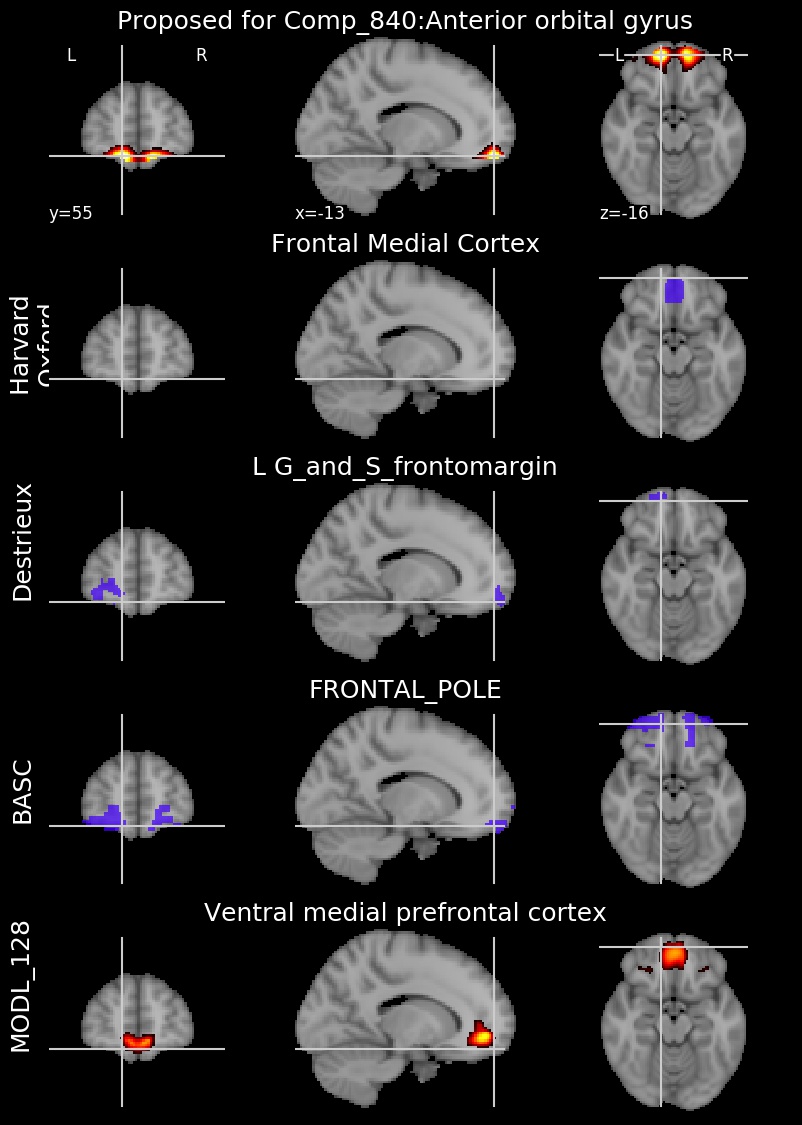 Proposed for Comp_840:Anterior orbital gyrus
L R L R
y=55 x=-13 z=-16
Frontal Medial Cortex
Harvard
Oxford
L G_and_S_frontomargin
Destrieux
FRONTAL_POLE
BASC
Ventral medial prefrontal cortex
MODL_128